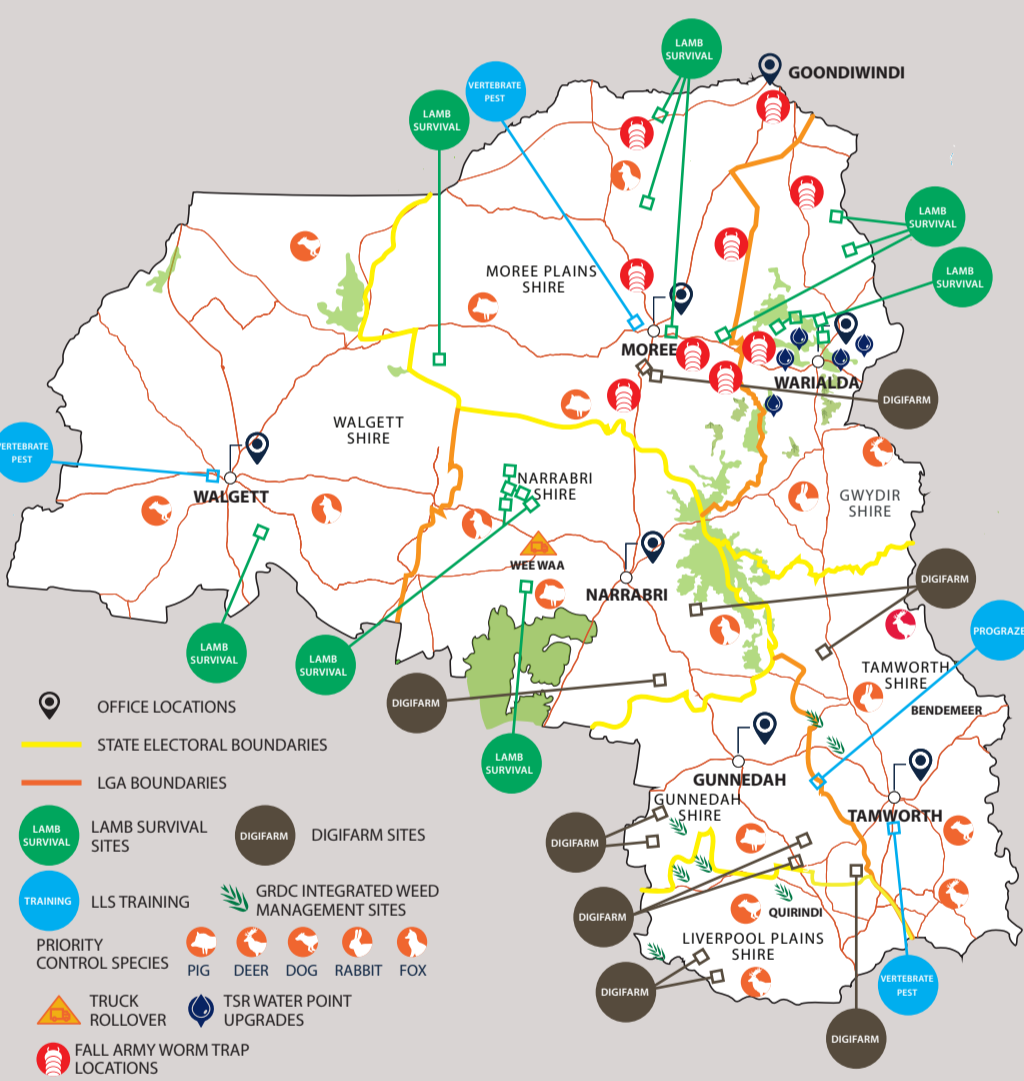 LAMB
SURVIVAL
GOONDIWINDI
VERTEBRATE
PEST
LAMB
SURVIVAL
LAMB
SURVIVAL
MOREE PLAINS
SHIRE
LAMB
SURVIVAL
MOREE
WARIALDA
DIGIFARM
WALGETT
SHIRE
VERTEBRATE
PEST
WALGETT
NARRABRI
SHIRE
GWYDIR
SHIRE
WEE WAA
NARRABRI
DIGIFARM
PROGRAZE
LAMB
SURVIVAL
LAMB
SURVIVAL
TAMWORTH
SHIRE
DIGIFARM
BENDEMEER
OFFICE LOCATIONS
STATE ELECTORAL BOUNDARIES
LAMB
SURVIVAL
LGA BOUNDARIES
GUNNEDAH
GUNNEDAH
SHIRE
TAMWORTH
LAMB
SURVIVAL
LAMB SURVIVAL
SITES
DIGIFARM
DIGIFARM SITES
DIGIFARM
TRAINING
LLS TRAINING
GRDC INTEGRATED WEED
MANAGEMENT SITES
DIGIFARM
QUIRINDI
LIVERPOOL PLAINS
SHIRE
PRIORITY
CONTROL SPECIES
PIG
DEER
DOG
RABBIT
FOX
DIGIFARM
VERTEBRATE
PEST
TRUCK
ROLLOVER
TSR WATER POINT
UPGRADES
DIGIFARM
FALL ARMY WORM TRAP
LOCATIONS